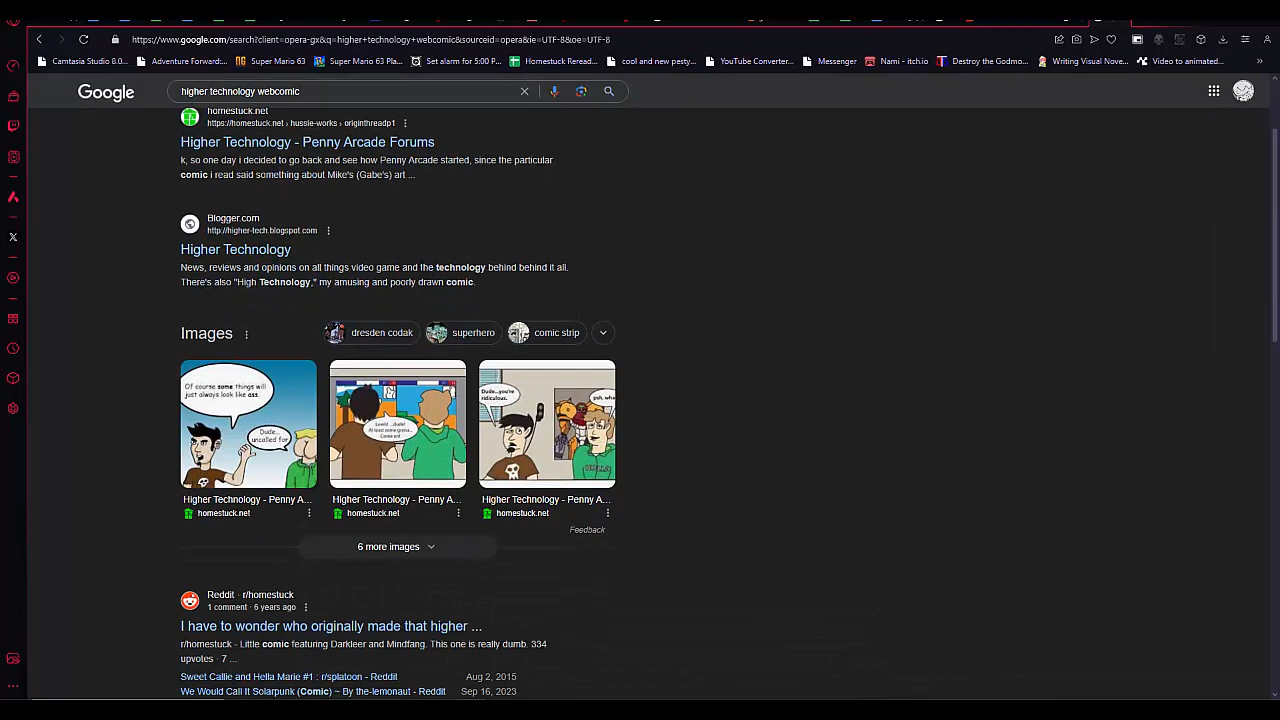 https://www.google.com/search?client=opera-gx&q=higher+technology+webcomic&sourceid=opera&ie=UTF-8&oe=UTF-8
Camtasia Studio 8.0...
Adventure Forward:...
Super Mario 63
Super Mario 63 Pla...
Set alarm for 5:00 P...
Homestuck Reread...
cool and new pesty...
YouTube Converter...
Messenger
Nami - itch.io
Destroy the Godmo...
Writing Visual Nove...
Video to animated...
Google
higher technology webcomic
homestuck.net
https://homestuck.net › hussie-works › originthreadp1
Higher Technology - Penny Arcade Forums
k, so one day i decided to go back and see how Penny Arcade started, since the particular
comic i read said something about Mike's (Gabe's) art ...
Blogger.com
http://higher-tech.blogspot.com
Higher Technology
News, reviews and opinions on all things video game and the technology behind behind it all.
There's also "High Technology," my amusing and poorly drawn comic.
Images
dresden codak
superhero
comic strip
Of course some things will
just always look like ass.
Dude...
uncalled for
Dude...you're
ridiculous.
psh, wha
Higher Technology - Penny A...
homestuck.net
Higher Technology - Penny A...
homestuck.net
Higher Technology - Penny A...
homestuck.net
Feedback
6 more images
Reddit · r/homestuck
1 comment · 6 years ago
I have to wonder who originally made that higher ...
r/homestuck - Little comic featuring Darkleer and Mindfang. This one is really dumb. 334
upvotes · 7 ...
Sweet Callie and Hella Marie #1 : r/splatoon - Reddit
Aug 2, 2015
We Would Call It Solarpunk (Comic) ~ By the-lemonaut - Reddit
Sep 16, 2023